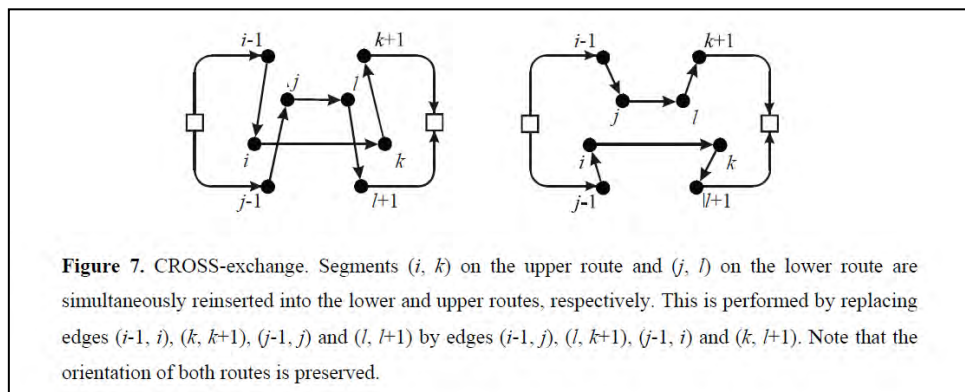 i-1 k+1 i-1 k+1
j l
j l
i k i k
j-1 l+1 j-1 l+1
Figure 7. CROSS-exchange. Segments (i, k) on the upper route and (j, l) on the lower route are
simultaneously reinserted into the lower and upper routes, respectively. This is performed by replacing
edges (i-1, i), (k, k+1), (j-1, j) and (l, l+1) by edges (i-1, j), (l, k+1), (j-1, i) and (k, l+1). Note that the
orientation of both routes is preserved.